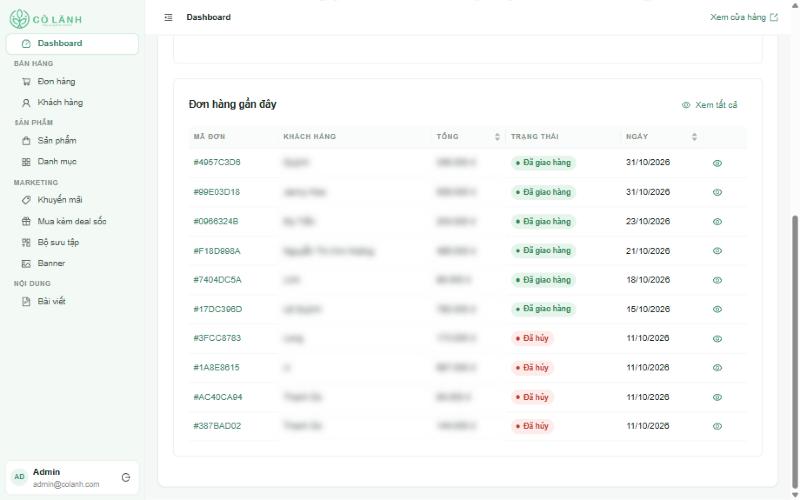 CỎ LÀNH
Dashboard
BÁN HÀNG
Đơn hàng
Khách hàng
SẢN PHẨM
Sản phẩm
Danh mục
MARKETING
Khuyến mãi
Mua kèm deal sốc
Bộ sưu tập
Banner
NỘI DUNG
Bài viết
AD
Admin
admin@colanh.com
Dashboard
Xem cửa hàng
Đơn hàng gần đây
Xem tất cả
MÃ ĐƠN KHÁCH HÀNG TỔNG TRẠNG THÁI NGÀY
#4957C3D6 Đã giao hàng 31/10/2026
#99E03D18 Đã giao hàng 31/10/2026
#0966324B Đã giao hàng 23/10/2026
#F18D998A Đã giao hàng 21/10/2026
#7404DC5A Đã giao hàng 18/10/2026
#17DC396D Đã giao hàng 15/10/2026
#3FCC8783 Đã hủy 11/10/2026
#1A8E8615 Đã hủy 11/10/2026
#AC40CA94 Đã hủy 11/10/2026
#387BAD02 Đã hủy 11/10/2026